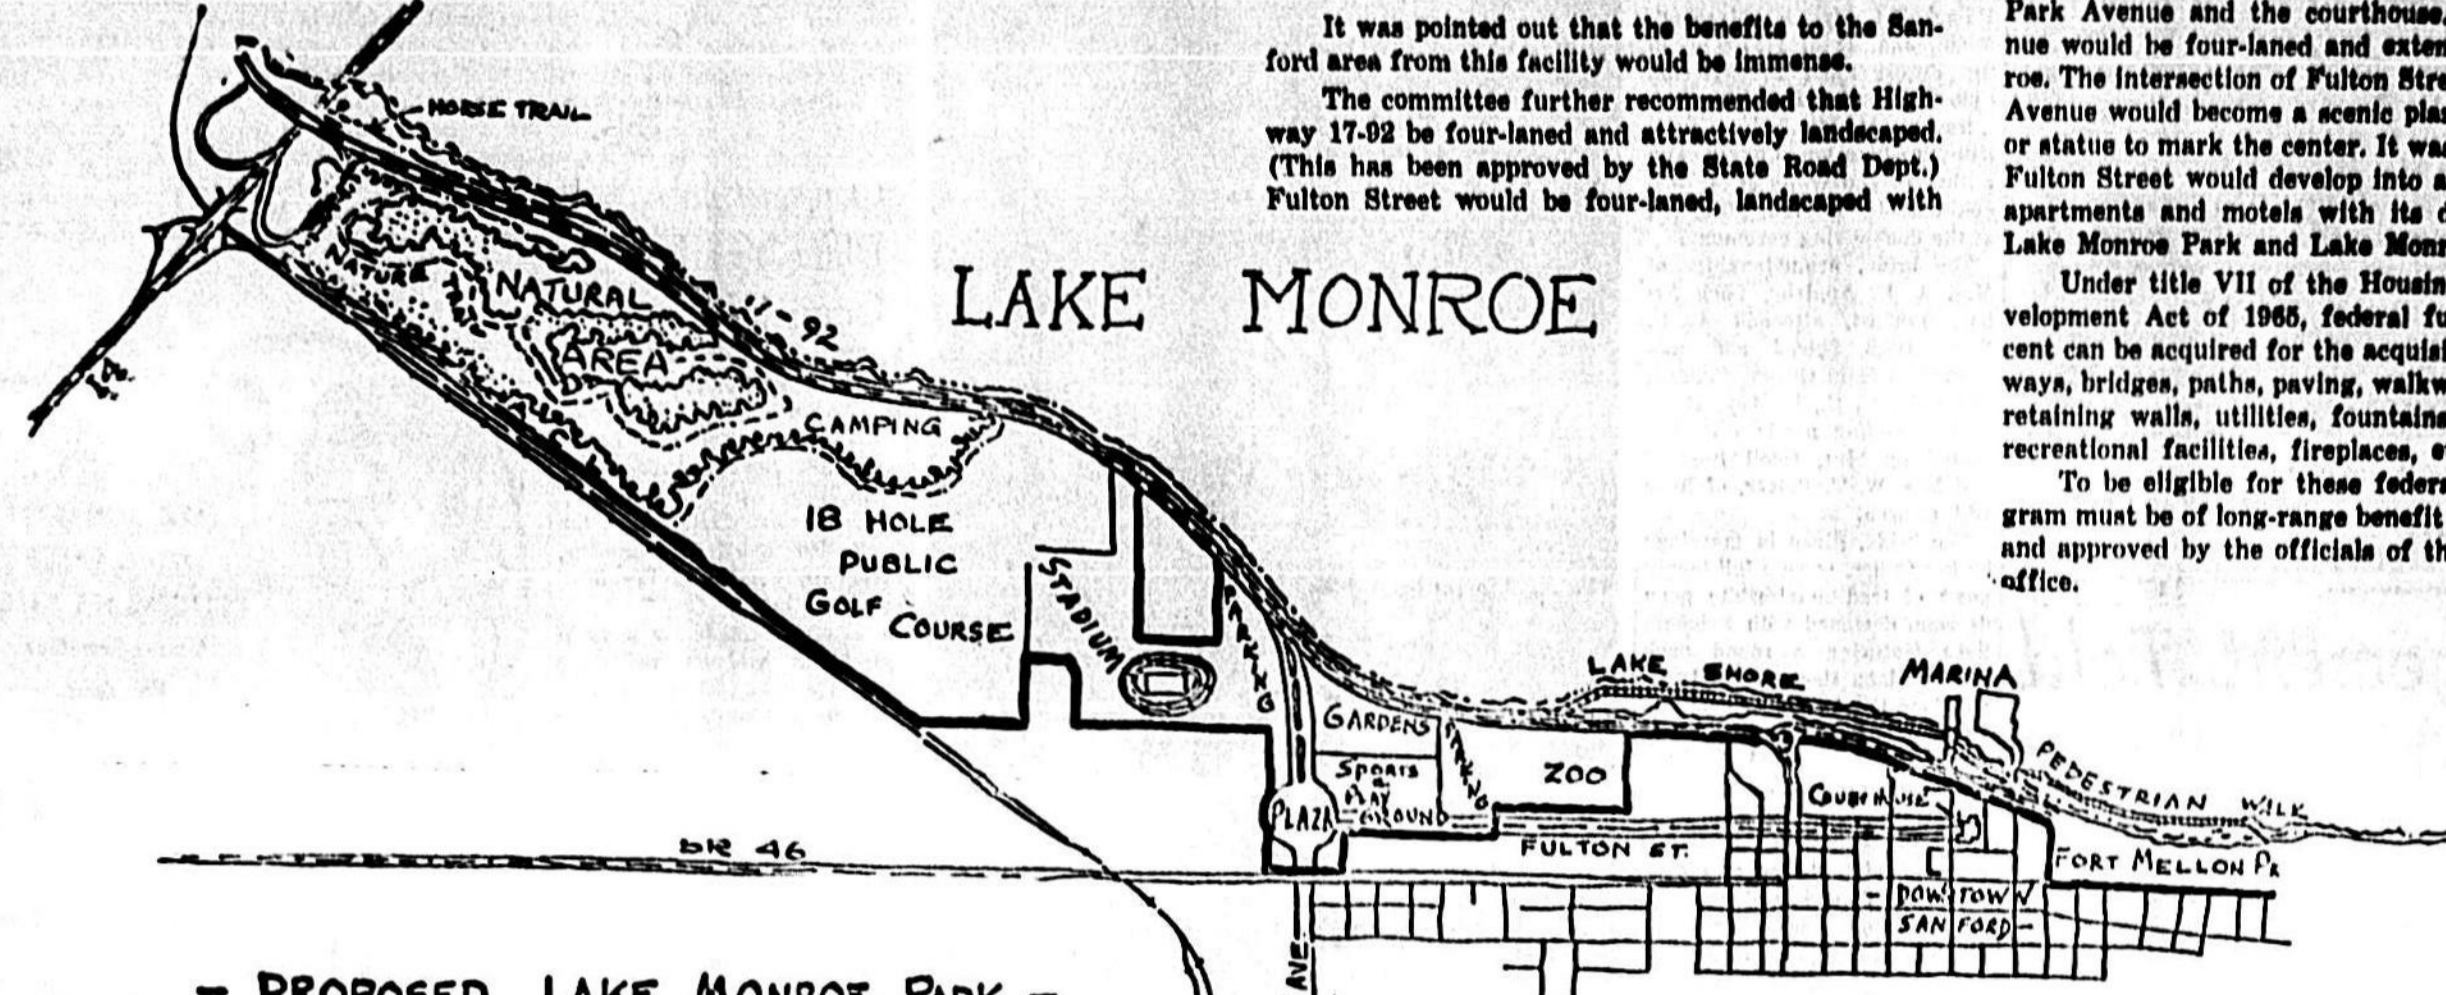 It was pointed out that the benefits to the San-
ford area from this facility would be immense.
The committee further recommended that High-
way 17-92 be four-laned and attractively landscaped.
(This has been approved by the State Road Dept.)
Fulton Street would be four-laned, landscaped with
Park Avenue and the courthouse,
nue would be four-laned and exten
roe. The intersection of Fulton Stre
Avenue would become a scenic plaz
or statue to mark the center. It was
Fulton Street would develop into a
apartments and motels with its
Lake Monroe Park and Lake Monr
Under title VII of the Housin
velopment Act of 1965, federal fu
cent can be acquired for the acquisi
ways, bridges, paths, paving, walkw
retaining walls, utilities, fountains
recreational facilities, fireplaces,
To be eligible for these federa
gram must be of long-range benefit
and approved by the officials of th
office.
HORSE TRAIL
LAKE MONROE
NATURE
NATURAL
AREA
17-92
CAMPING
18 HOLE
PUBLIC
GOLF COURSE
STADIUM
PARKING
LAKE SHORE
MARINA
GARDENS
PARKING
SPORTS
&
PLAY
GROUND
ZOO
PLAZA
COURTHOUSE
PEDESTRIAN WALK
SR 46
FULTON ST.
FORT MELLON PK
- DOWNTOWN
SANFORD -
AVE
- PROPOSED LAKE MONROE PARK -